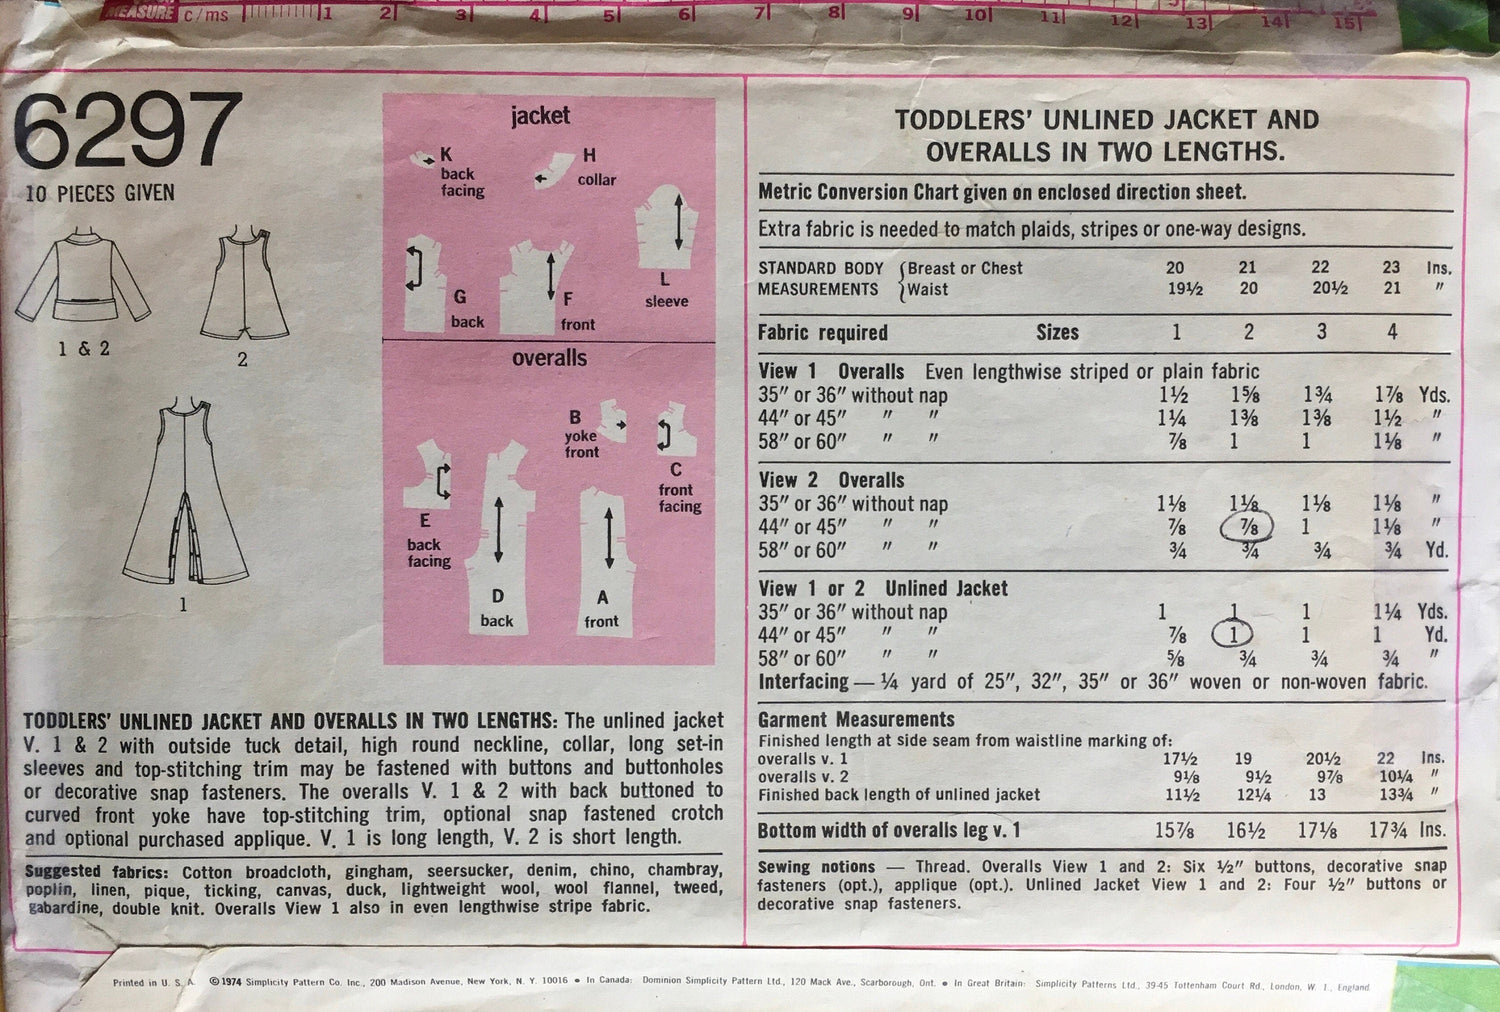 MEASURE c/ms 1 2 3 4 5 6 7 8 9 10 11 12 13 14 15
6297
10 PIECES GIVEN
1 & 2
2
1
jacket
K
back
facing
H
collar
L
sleeve
G
back
F
front
overalls
B
yoke
front
C
front
facing
E
back
facing
D
back
A
front
TODDLERS' UNLINED JACKET AND OVERALLS IN TWO LENGTHS: The unlined jacket
V. 1 & 2 with outside tuck detail, high round neckline, collar, long set-in
sleeves and top-stitching trim may be fastened with buttons and buttonholes
or decorative snap fasteners. The overalls V. 1 & 2 with back buttoned to
curved front yoke have top-stitching trim, optional snap fastened crotch
and optional purchased applique. V. 1 is long length, V. 2 is short length.
Suggested fabrics: Cotton broadcloth, gingham, seersucker, denim, chino, chambray,
poplin, linen, pique, ticking, canvas, duck, lightweight wool, wool flannel, tweed,
gabardine, double knit. Overalls View 1 also in even lengthwise stripe fabric.
TODDLERS' UNLINED JACKET AND
OVERALLS IN TWO LENGTHS.
Metric Conversion Chart given on enclosed direction sheet.
Extra fabric is needed to match plaids, stripes or one-way designs.
STANDARD BODY { Breast or Chest 20 21 22 23 Ins.
MEASUREMENTS { Waist 19½ 20 20½ 21 "
Fabric required Sizes 1 2 3 4
View 1 Overalls Even lengthwise striped or plain fabric
35" or 36" without nap 1½ 1⅝ 1¾ 1⅞ Yds.
44" or 45" " " 1¼ 1⅜ 1⅜ 1½ "
58" or 60" " " ⅞ 1 1 1⅛ "
View 2 Overalls
35" or 36" without nap 1⅛ 1⅛ 1⅛ 1⅛ "
44" or 45" " " ⅞ ⅞ 1 1⅛ "
58" or 60" " " ¾ ¾ ¾ ¾ Yd.
View 1 or 2 Unlined Jacket
35" or 36" without nap 1 1 1 1¼ Yds.
44" or 45" " " ⅞ 1 1 1 Yd.
58" or 60" " " ⅝ ¾ ¾ ¾ "
Interfacing — ¼ yard of 25", 32", 35" or 36" woven or non-woven fabric.
Garment Measurements
Finished length at side seam from waistline marking of:
overalls v. 1 17½ 19 20½ 22 Ins.
overalls v. 2 9⅛ 9½ 9⅞ 10¼ "
Finished back length of unlined jacket 11½ 12¼ 13 13¾ "
Bottom width of overalls leg v. 1 15⅞ 16½ 17⅛ 17¾ Ins.
Sewing notions — Thread. Overalls View 1 and 2: Six ½" buttons, decorative snap
fasteners (opt.), applique (opt.). Unlined Jacket View 1 and 2: Four ½" buttons or
decorative snap fasteners.
Printed in U. S. A. © 1974 Simplicity Pattern Co. Inc., 200 Madison Avenue, New York, N. Y. 10016 • In Canada: Dominion Simplicity Pattern Ltd., 120 Mack Ave., Scarborough, Ont. • In Great Britain: Simplicity Patterns Ltd., 39-45 Tottenham Court Rd., London, W. 1., England